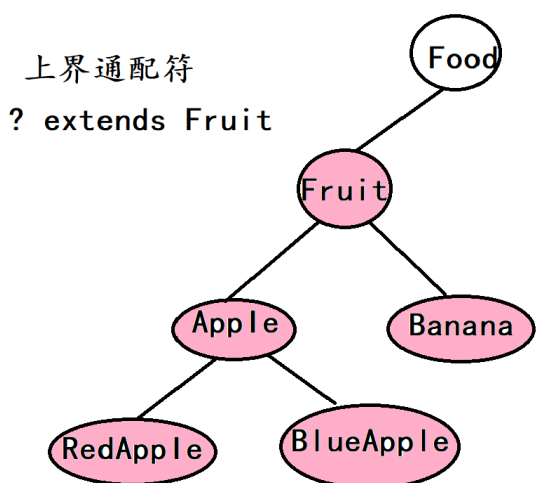 Food
上界通配符
? extends Fruit
Fruit
Apple
Banana
RedApple
BlueApple